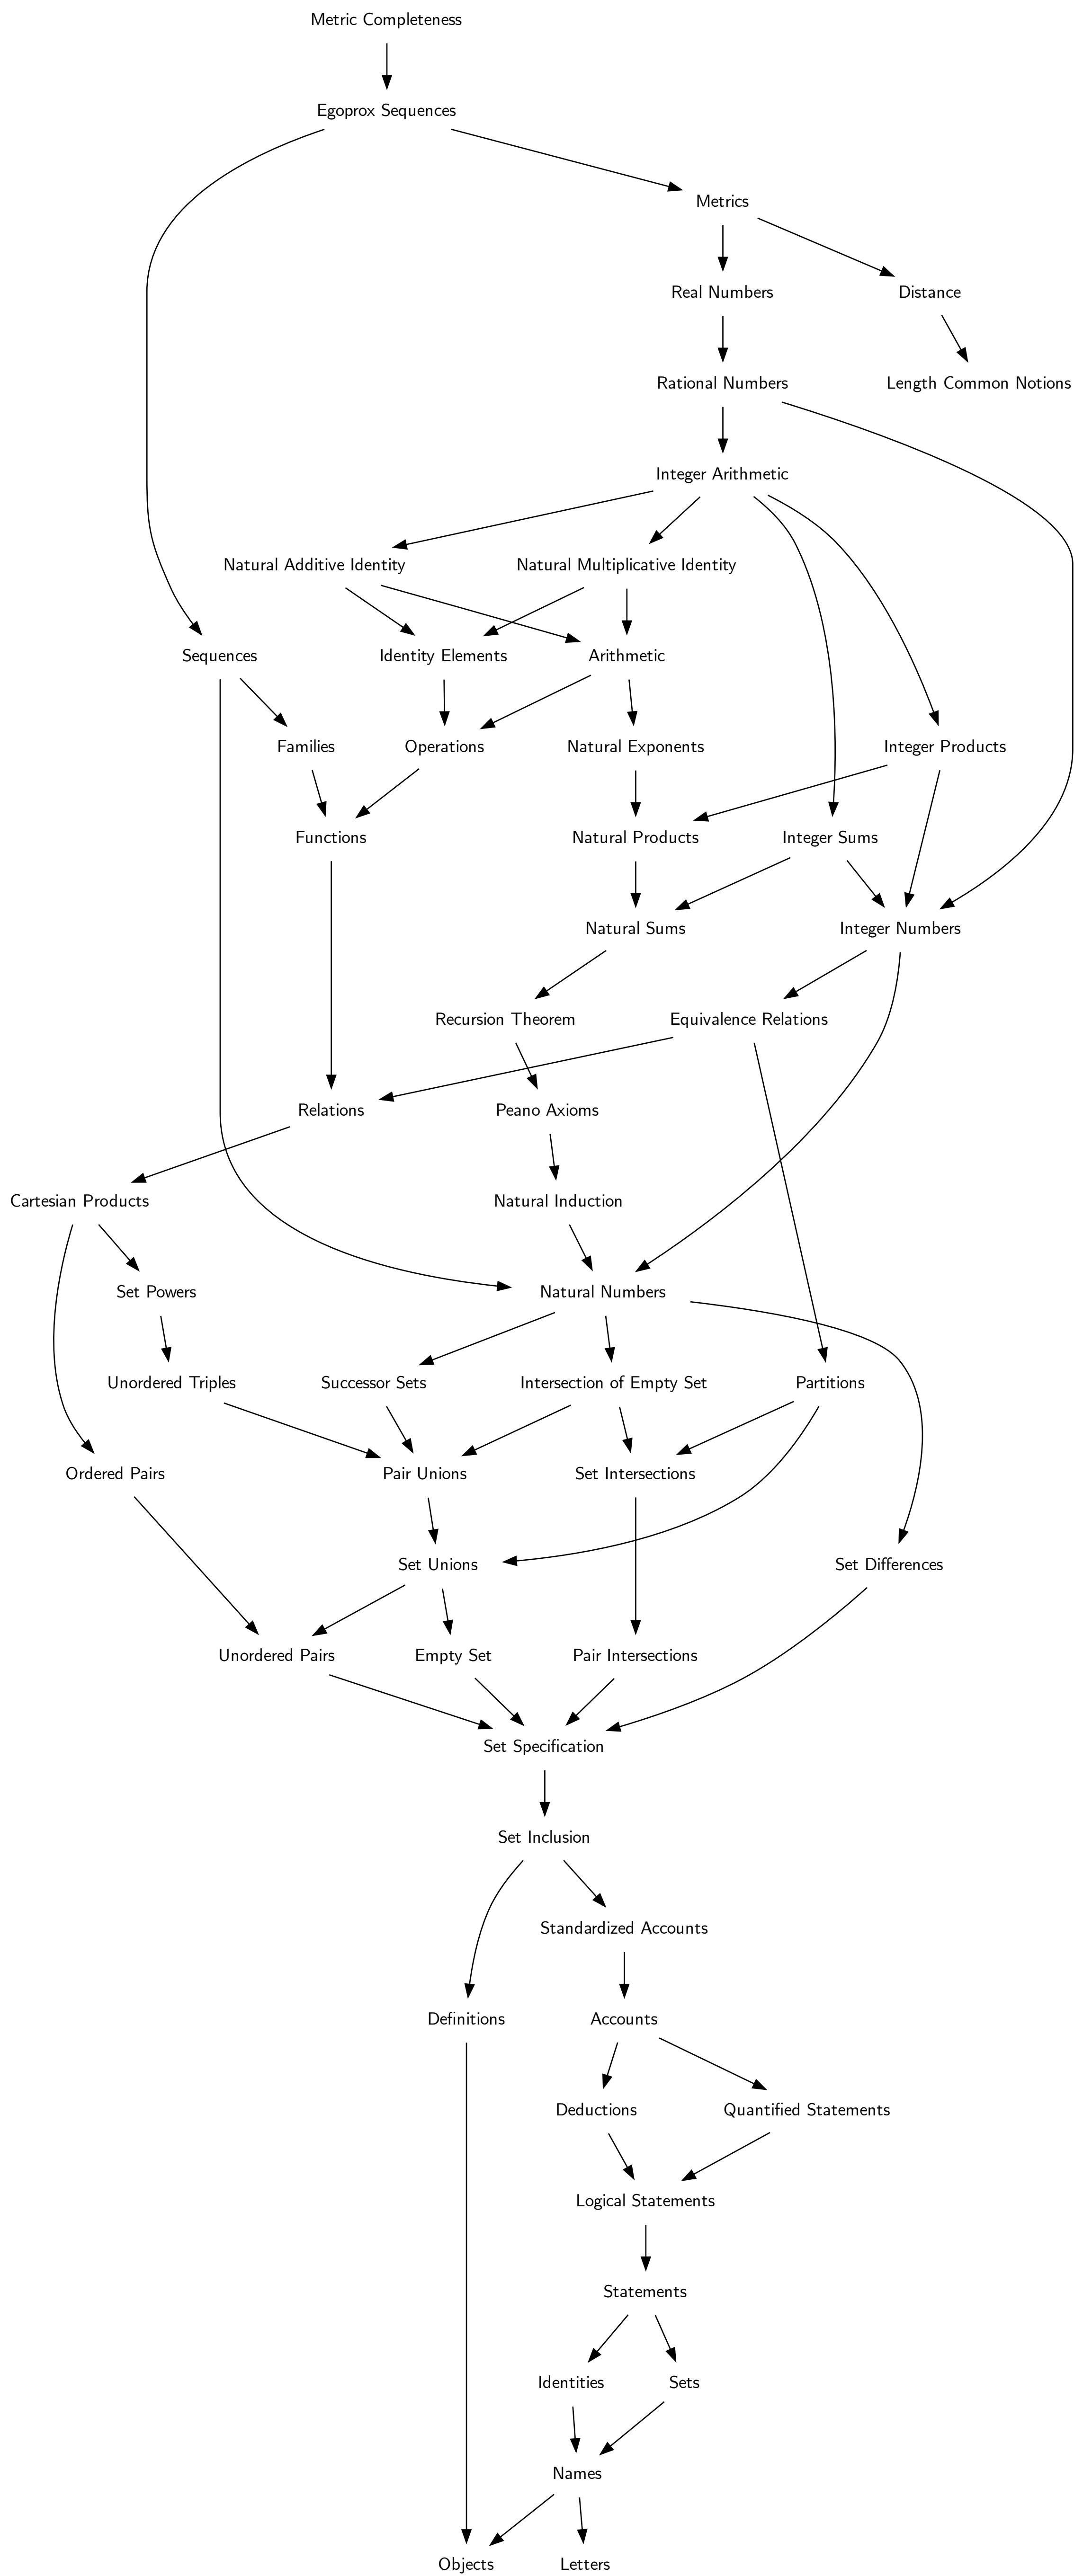 Metric Completeness
Egoprox Sequences
Metrics
Real Numbers
Distance
Rational Numbers
Length Common Notions
Integer Arithmetic
Natural Additive Identity
Natural Multiplicative Identity
Sequences
Identity Elements
Arithmetic
Families
Operations
Natural Exponents
Integer Products
Functions
Natural Products
Integer Sums
Natural Sums
Integer Numbers
Recursion Theorem
Equivalence Relations
Relations
Peano Axioms
Cartesian Products
Natural Induction
Set Powers
Natural Numbers
Unordered Triples
Successor Sets
Intersection of Empty Set
Partitions
Ordered Pairs
Pair Unions
Set Intersections
Set Unions
Set Differences
Unordered Pairs
Empty Set
Pair Intersections
Set Specification
Set Inclusion
Standardized Accounts
Definitions
Accounts
Deductions
Quantified Statements
Logical Statements
Statements
Identities
Sets
Names
Objects
Letters